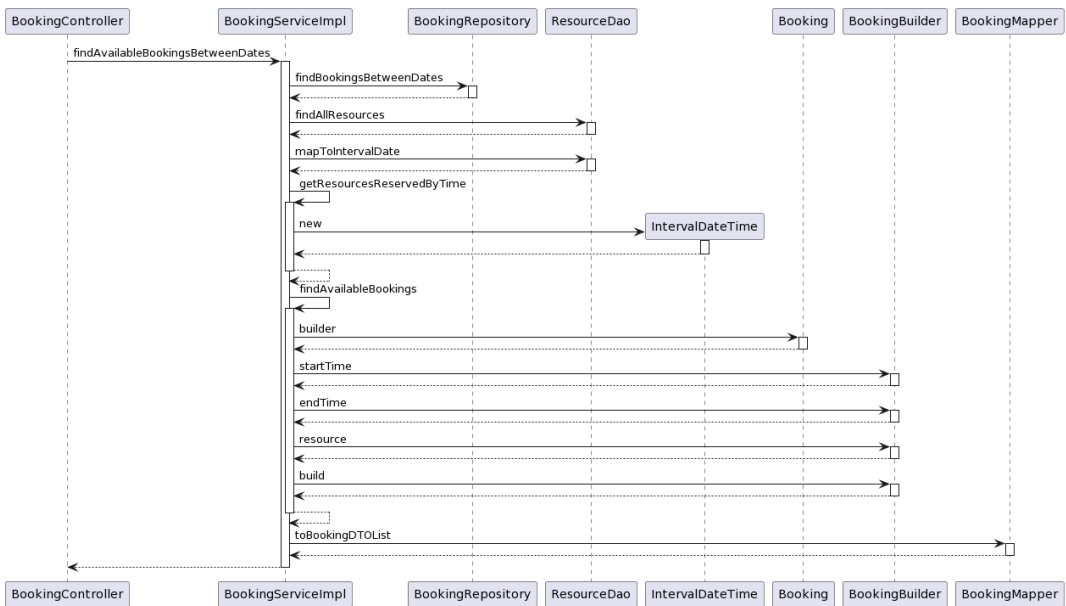 BookingController BookingServiceImpl BookingRepository ResourceDao Booking BookingBuilder BookingMapper
findAvailableBookingsBetweenDates
findBookingsBetweenDates
findAllResources
mapToIntervalDate
getResourcesReservedByTime
new IntervalDateTime
findAvailableBookings
builder
startTime
endTime
resource
build
toBookingDTOList
BookingController BookingServiceImpl BookingRepository ResourceDao IntervalDateTime Booking BookingBuilder BookingMapper